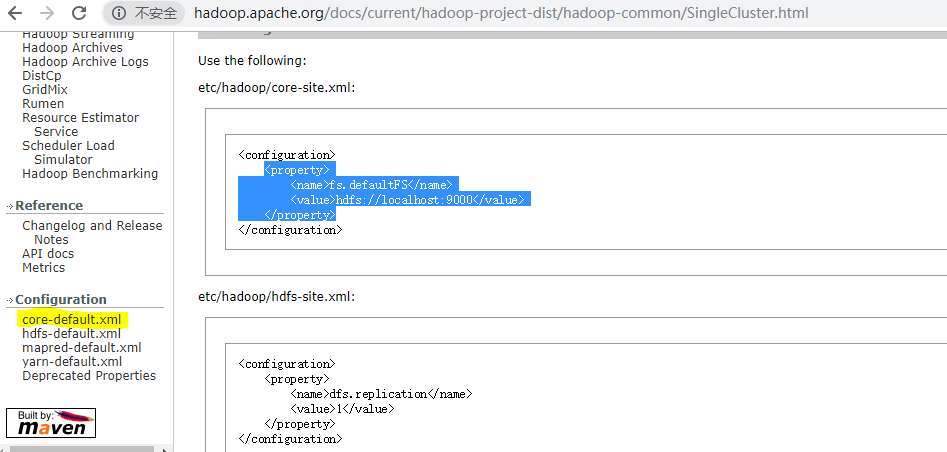 不安全
hadoop.apache.org/docs/current/hadoop-project-dist/hadoop-common/SingleCluster.html
Hadoop Streaming
Hadoop Archives
Hadoop Archive Logs
DistCp
GridMix
Rumen
Resource Estimator
Service
Scheduler Load
Simulator
Hadoop Benchmarking
Reference
Changelog and Release
Notes
API docs
Metrics
Configuration
core-default.xml
hdfs-default.xml
mapred-default.xml
yarn-default.xml
Deprecated Properties
Built by:
maven
Use the following:
etc/hadoop/core-site.xml:
<configuration>
<property>
<name>fs.defaultFS</name>
<value>hdfs://localhost:9000</value>
</property>
</configuration>
etc/hadoop/hdfs-site.xml:
<configuration>
<property>
<name>dfs.replication</name>
<value>1</value>
</property>
</configuration>